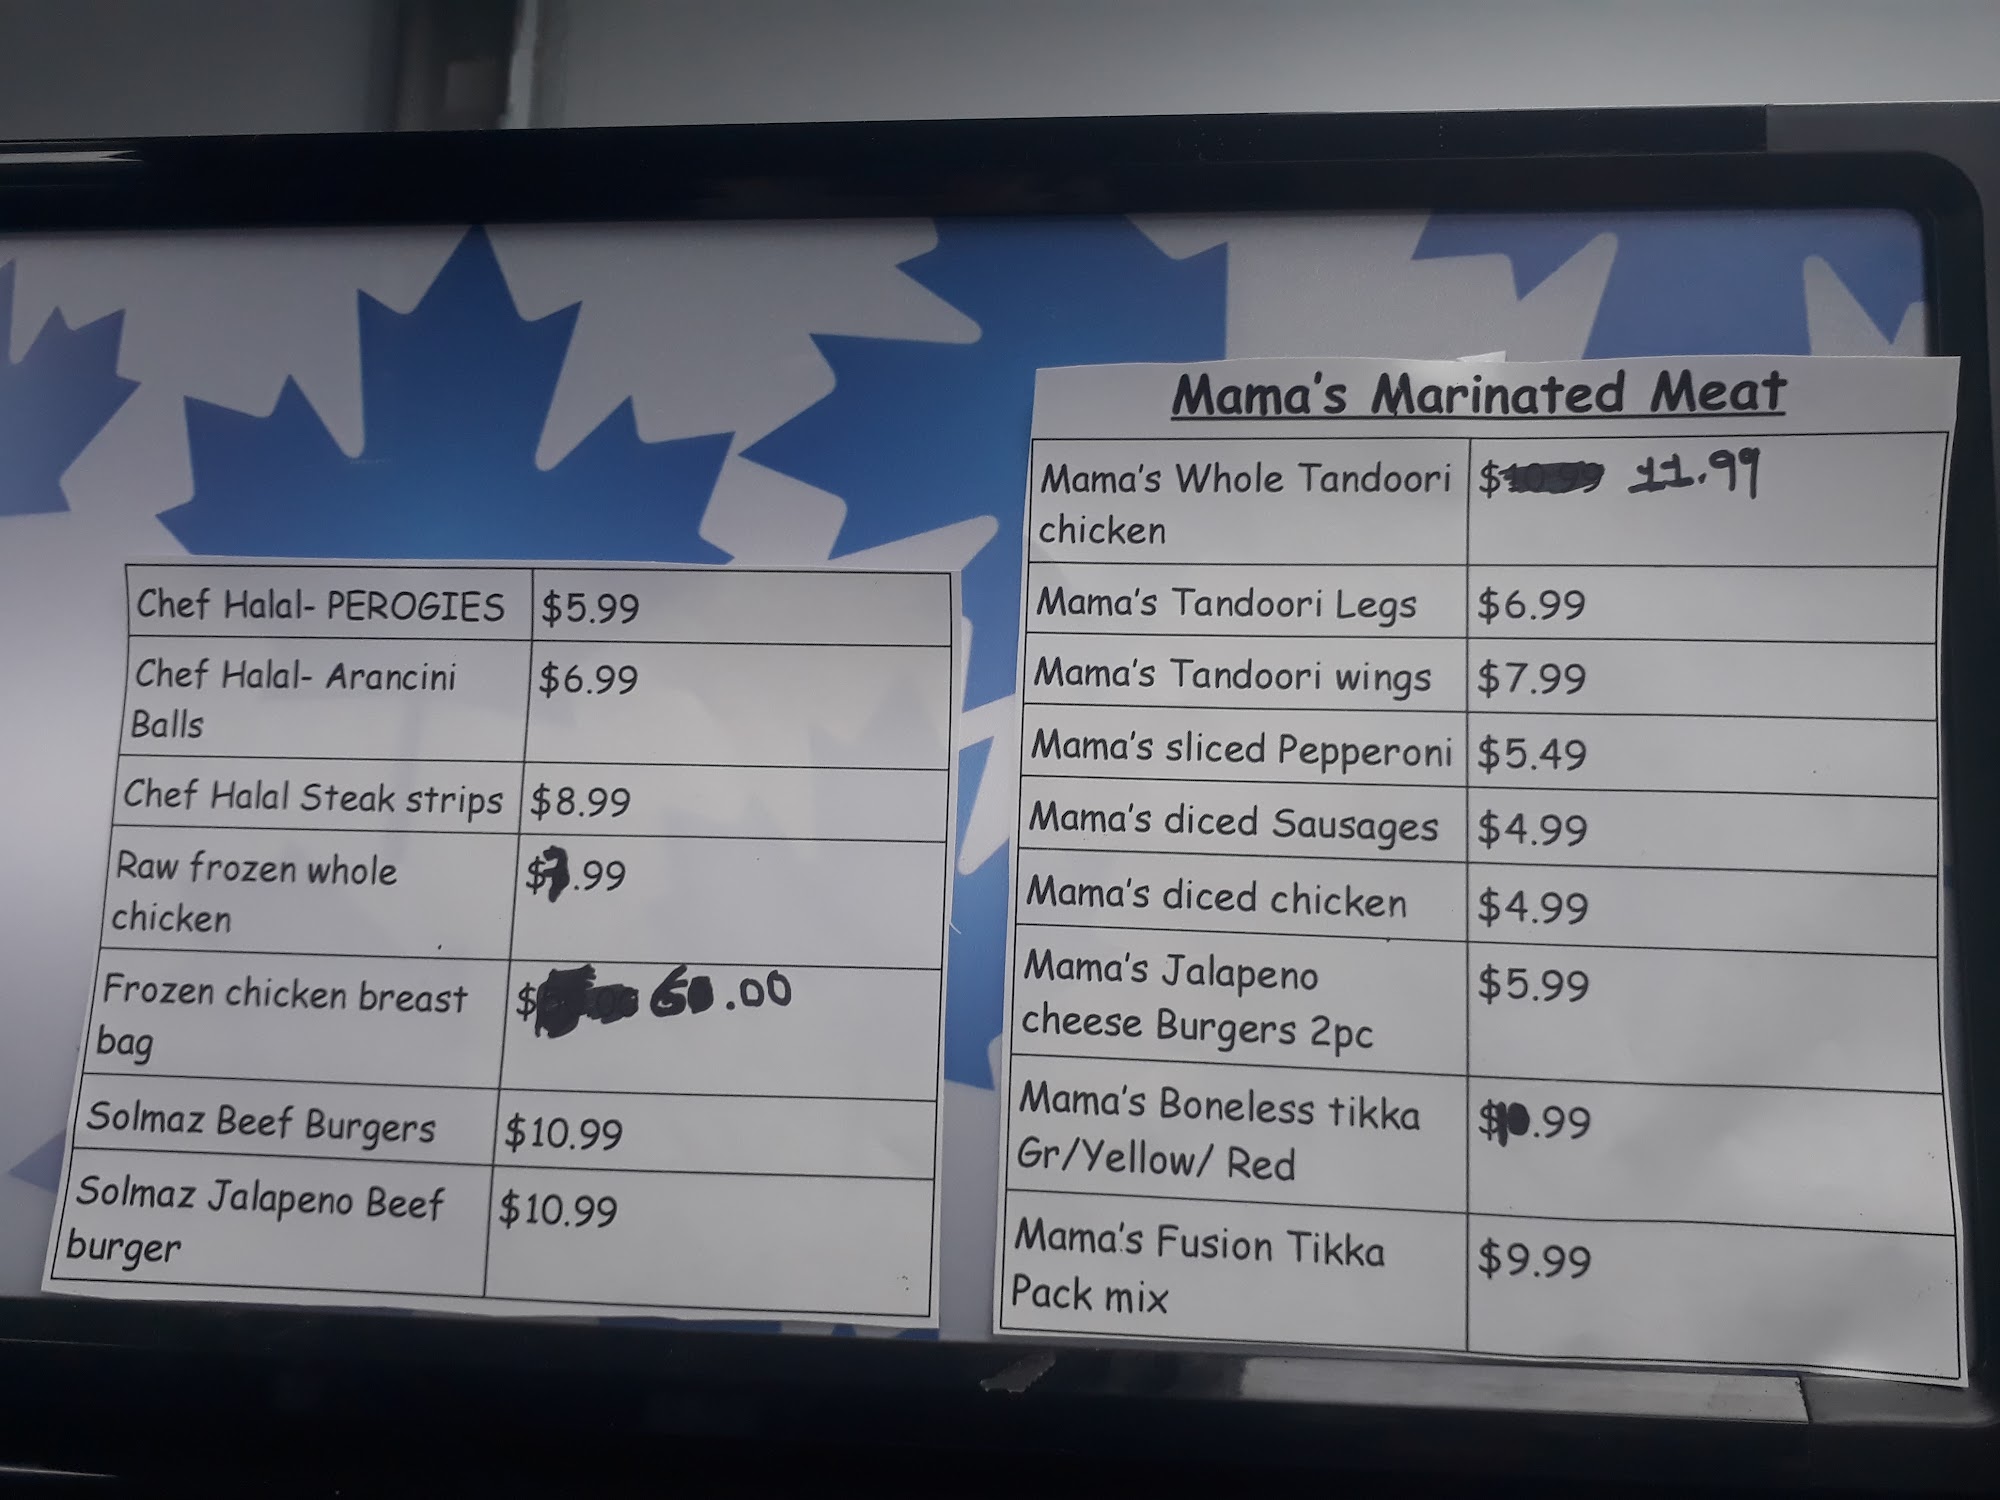 Chef Halal- PEROGIES $5.99
Chef Halal- Arancini $6.99
Balls
Chef Halal Steak strips $8.99
Raw frozen whole $7.99
chicken
Frozen chicken breast $ .00
bag
Solmaz Beef Burgers $10.99
Solmaz Jalapeno Beef $10.99
burger
Mama's Marinated Meat
Mama's Whole Tandoori $10.99 11.99
chicken
Mama's Tandoori Legs $6.99
Mama's Tandoori wings $7.99
Mama's sliced Pepperoni $5.49
Mama's diced Sausages $4.99
Mama's diced chicken $4.99
Mama's Jalapeno $5.99
cheese Burgers 2pc
Mama's Boneless tikka $10.99
Gr/Yellow/ Red
Mama's Fusion Tikka $9.99
Pack mix